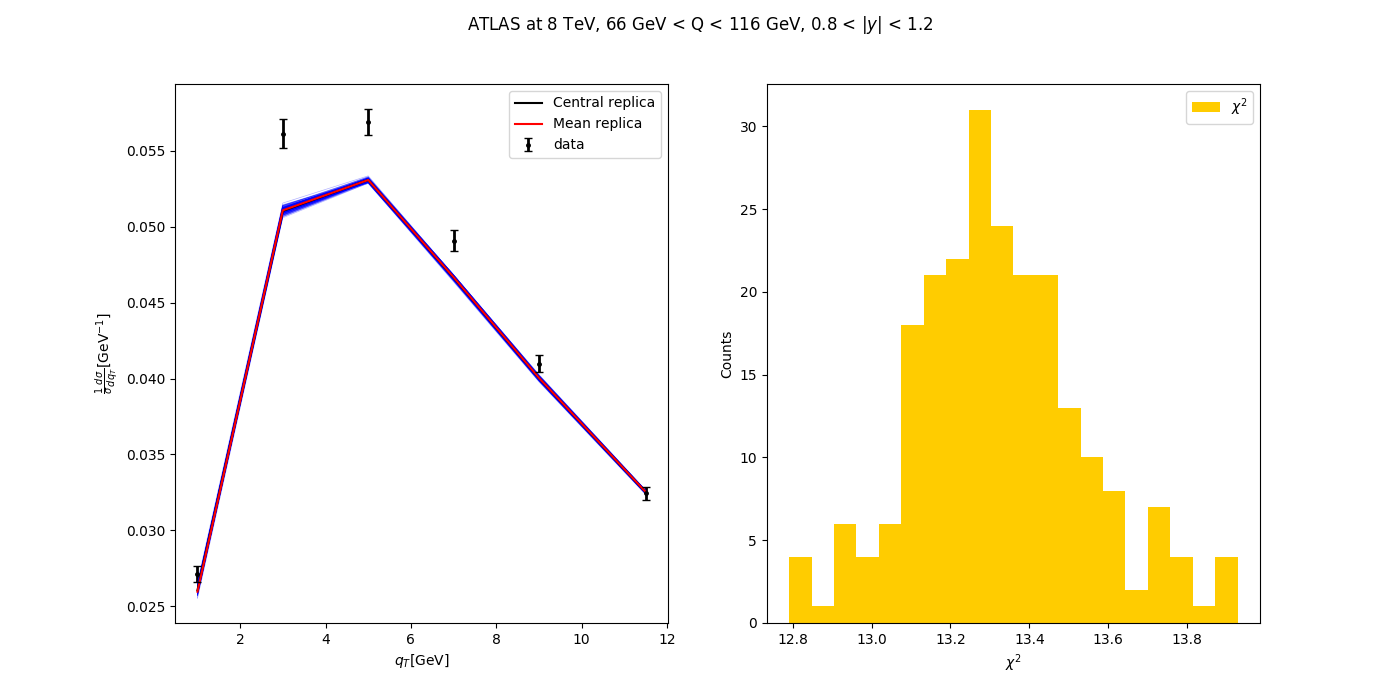 ATLAS at 8 TeV, 66 GeV < Q < 116 GeV, 0.8 < |y| < 1.2
Central replica
Mean replica
data
0.055
0.050
0.045
0.040
0.035
0.030
0.025
1/σ dσ/dq_T [GeV⁻¹]
2 4 6 8 10 12
q_T[GeV]
χ²
30
25
20
15
10
5
0
Counts
12.8 13.0 13.2 13.4 13.6 13.8
χ²